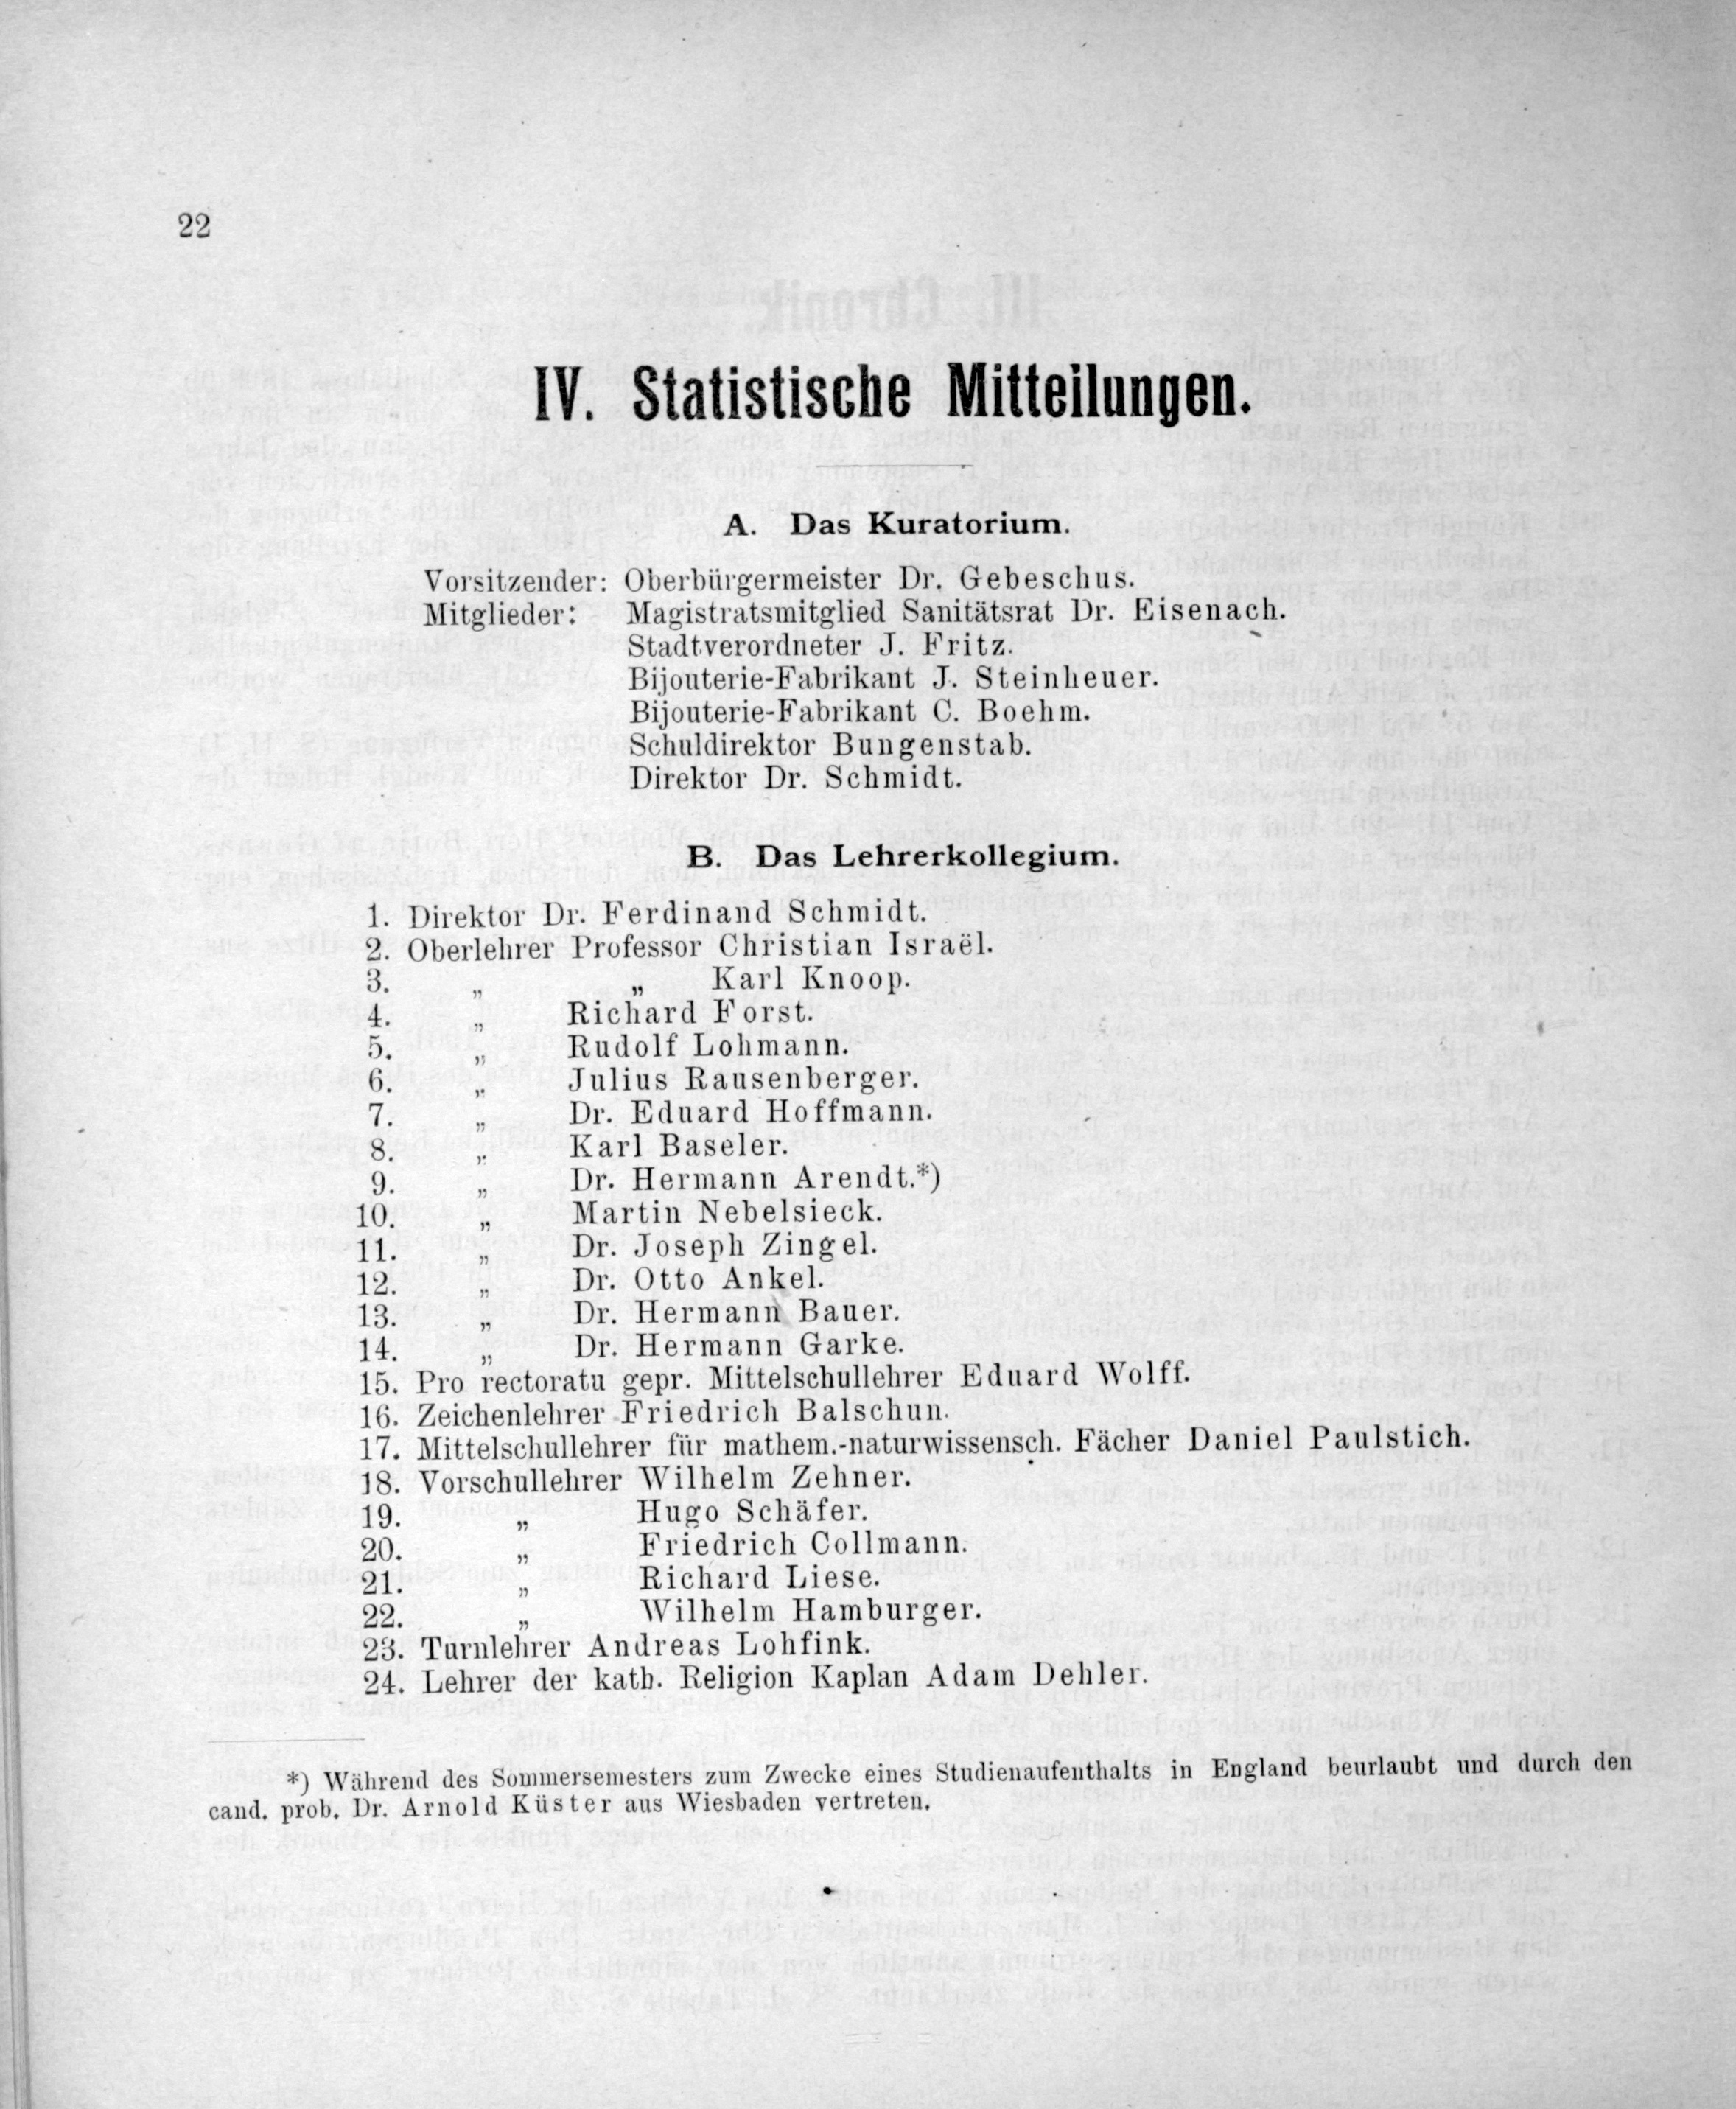 22
IV. Statistische Mitteilungen.
A. Das Kuratorium.
Vorsitzender: Oberbürgermeister Dr. Gebeschus.
Mitglieder: Magistratsmitglied Sanitätsrat Dr. Eisenach.
Stadtverordneter J. Fritz.
Bijouterie-Fabrikant J. Steinheuer.
Bijouterie-Fabrikant C. Boehm.
Schuldirektor Bungenstab.
Direktor Dr. Schmidt.
B. Das Lehrerkollegium.
1. Direktor Dr. Ferdinand Schmidt.
2. Oberlehrer Professor Christian Israël.
3. „ „ Karl Knoop.
4. „ Richard Forst.
5. „ Rudolf Lohmann.
6. „ Julius Rausenberger.
7. „ Dr. Eduard Hoffmann.
8. „ Karl Baseler.
9. „ Dr. Hermann Arendt.*)
10. „ Martin Nebelsieck.
11. „ Dr. Joseph Zingel.
12. „ Dr. Otto Ankel.
13. „ Dr. Hermann Bauer.
14. „ Dr. Hermann Garke.
15. Pro rectoratu gepr. Mittelschullehrer Eduard Wolff.
16. Zeichenlehrer Friedrich Balschun.
17. Mittelschullehrer für mathem.-naturwissensch. Fächer Daniel Paulstich.
18. Vorschullehrer Wilhelm Zehner.
19. „ Hugo Schäfer.
20. „ Friedrich Collmann.
21. „ Richard Liese.
22. „ Wilhelm Hamburger.
23. Turnlehrer Andreas Lohfink.
24. Lehrer der kath. Religion Kaplan Adam Dehler.
*) Während des Sommersemesters zum Zwecke eines Studienaufenthalts in England beurlaubt und durch den
cand. prob. Dr. Arnold Küster aus Wiesbaden vertreten.